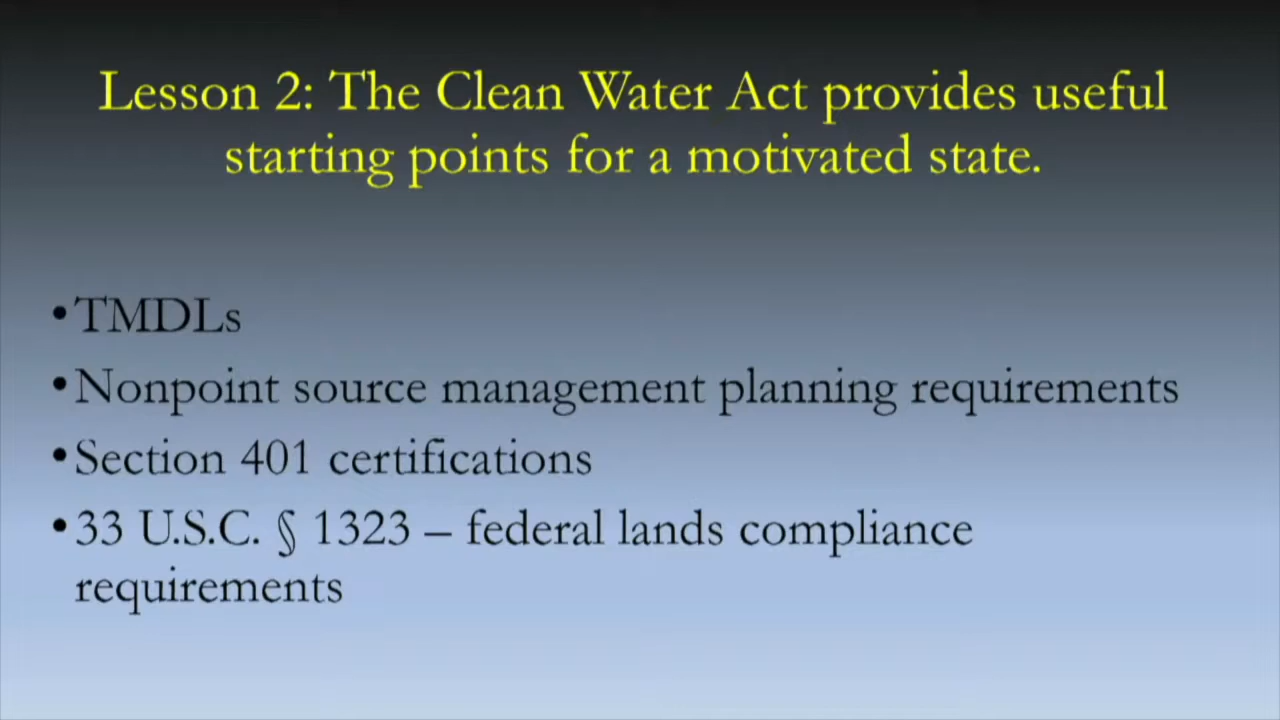 Lesson 2: The Clean Water Act provides useful
starting points for a motivated state.
•TMDLs
•Nonpoint source management planning requirements
•Section 401 certifications
•33 U.S.C. § 1323 – federal lands compliance
requirements